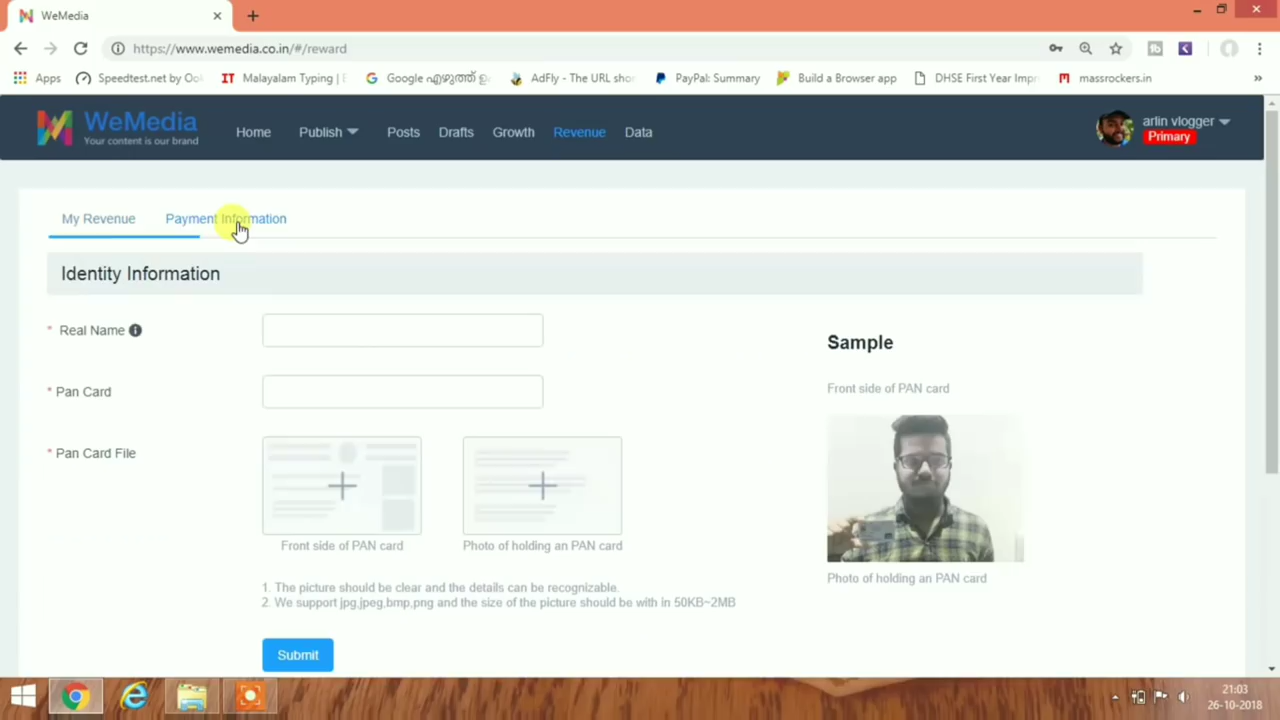 WeMedia
https://www.wemedia.co.in/#/reward
Apps
Speedtest.net by Ook
Malayalam Typing | E
Google എഴുത്ത് ഉ
AdFly - The URL shor
PayPal: Summary
Build a Browser app
DHSE First Year Impr
massrockers.in
»
WeMedia
Your content is our brand
Home
Publish
Posts
Drafts
Growth
Revenue
Data
arlin vlogger
Primary
My Revenue
Payment Information
Identity Information
* Real Name
* Pan Card
* Pan Card File
Front side of PAN card
Photo of holding an PAN card
1. The picture should be clear and the details can be recognizable.
2. We support jpg,jpeg,bmp,png and the size of the picture should be with in 50KB~2MB
Submit
Sample
Front side of PAN card
Photo of holding an PAN card
21:03
26-10-2018